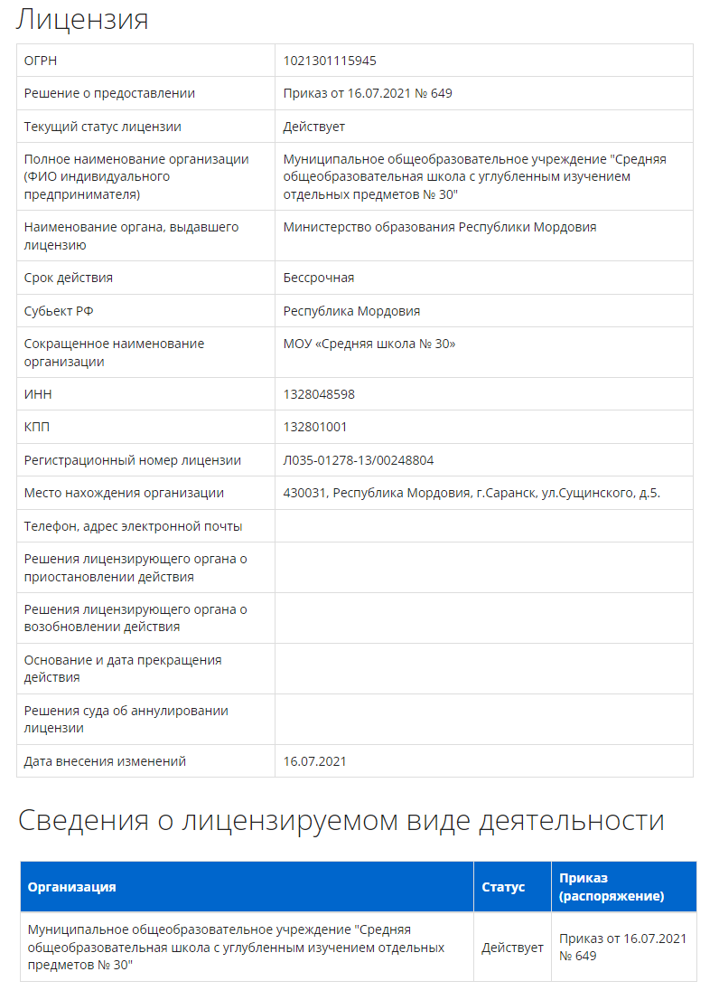 Лицензия
ОГРН
1021301115945
Решение о предоставлении
Приказ от 16.07.2021 № 649
Текущий статус лицензии
Действует
Полное наименование организации
(ФИО индивидуального
предпринимателя)
Муниципальное общеобразовательное учреждение "Средняя
общеобразовательная школа с углубленным изучением
отдельных предметов № 30"
Наименование органа, выдавшего
лицензию
Министерство образования Республики Мордовия
Срок действия
Бессрочная
Субъект РФ
Республика Мордовия
Сокращенное наименование
организации
МОУ «Средняя школа № 30»
ИНН
1328048598
КПП
132801001
Регистрационный номер лицензии
Л035-01278-13/00248804
Место нахождения организации
430031, Республика Мордовия, г.Саранск, ул.Сущинского, д.5.
Телефон, адрес электронной почты
Решения лицензирующего органа о
приостановлении действия
Решения лицензирующего органа о
возобновлении действия
Основание и дата прекращения
действия
Решения суда об аннулировании
лицензии
Дата внесения изменений
16.07.2021
Сведения о лицензируемом виде деятельности
Организация
Статус
Приказ
(распоряжение)
Муниципальное общеобразовательное учреждение "Средняя
общеобразовательная школа с углубленным изучением отдельных
предметов № 30"
Действует
Приказ от 16.07.2021
№ 649